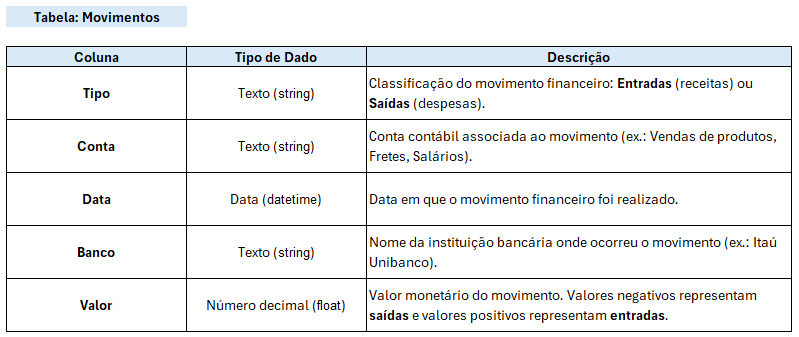 Tabela: Movimentos
Coluna Tipo de Dado Descrição
Tipo Texto (string) Classificação do movimento financeiro: Entradas (receitas) ou
Saídas (despesas).
Conta Texto (string) Conta contábil associada ao movimento (ex.: Vendas de produtos,
Fretes, Salários).
Data Data (datetime) Data em que o movimento financeiro foi realizado.
Banco Texto (string) Nome da instituição bancária onde ocorreu o movimento (ex.: Itaú
Unibanco).
Valor Número decimal (float) Valor monetário do movimento. Valores negativos representam
saídas e valores positivos representam entradas.